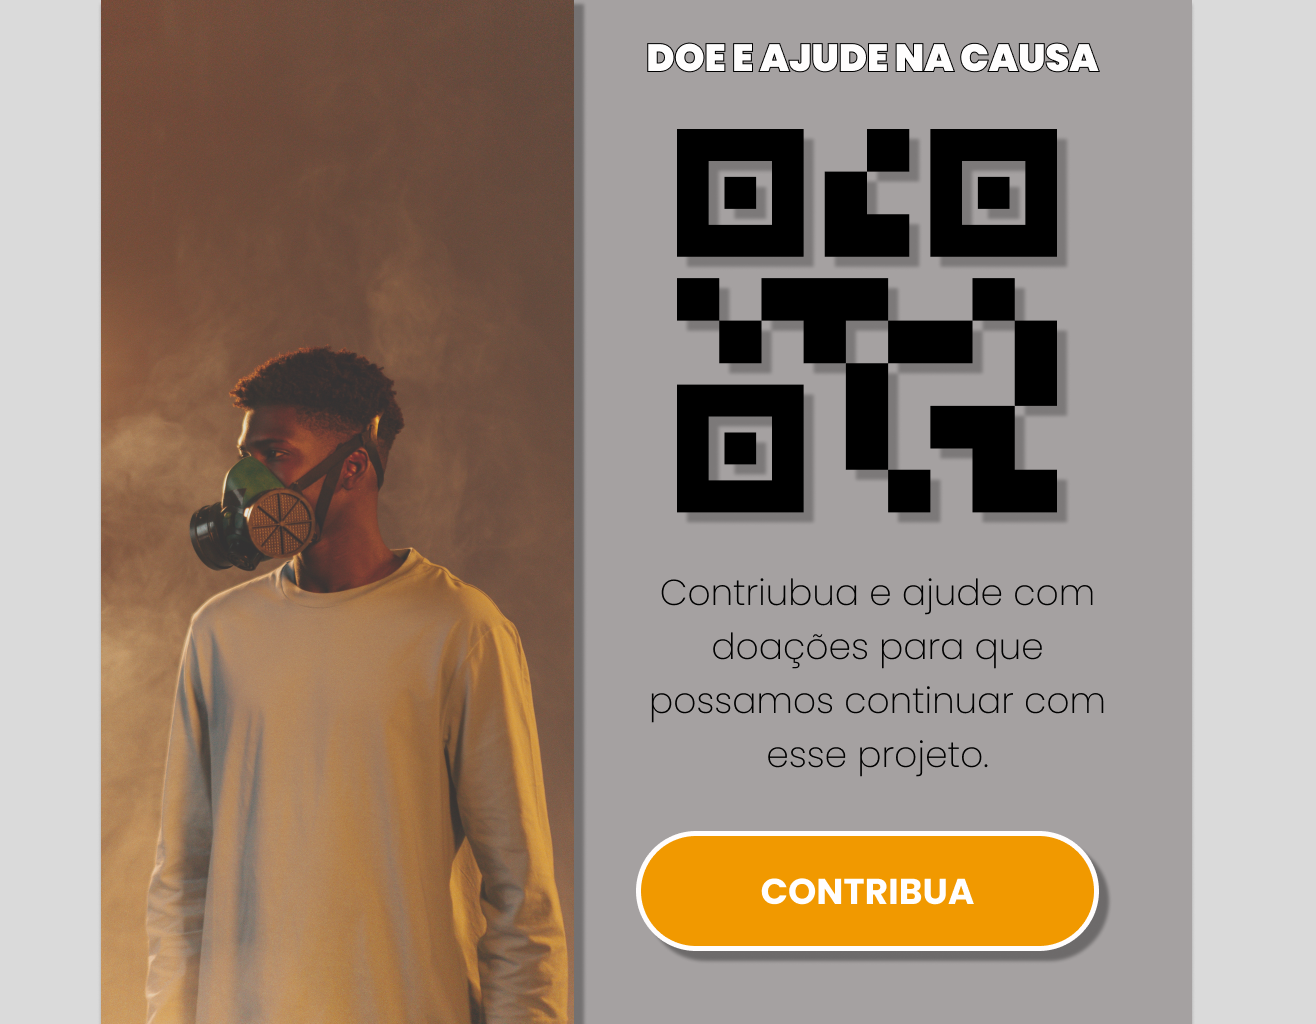 DOE E AJUDE NA CAUSA
Contriubua e ajude com
doações para que
possamos continuar com
esse projeto.
CONTRIBUA